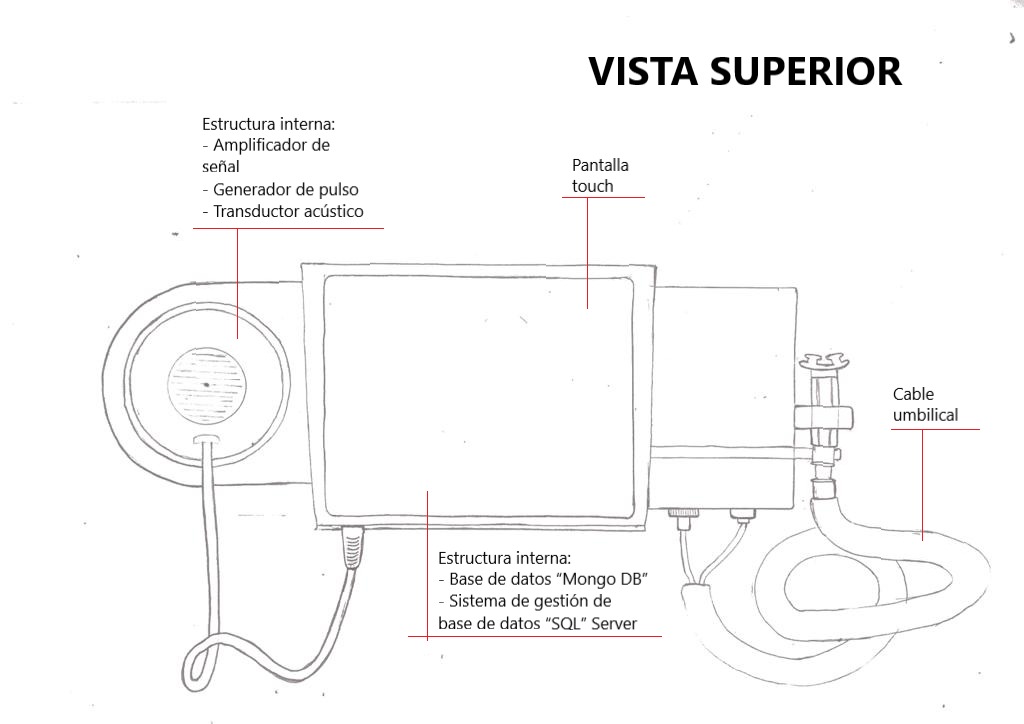 VISTA SUPERIOR
Estructura interna:
- Amplificador de
señal
- Generador de pulso
- Transductor acústico
Pantalla
touch
Cable
umbilical
Estructura interna:
- Base de datos “Mongo DB”
- Sistema de gestión de
base de datos “SQL” Server